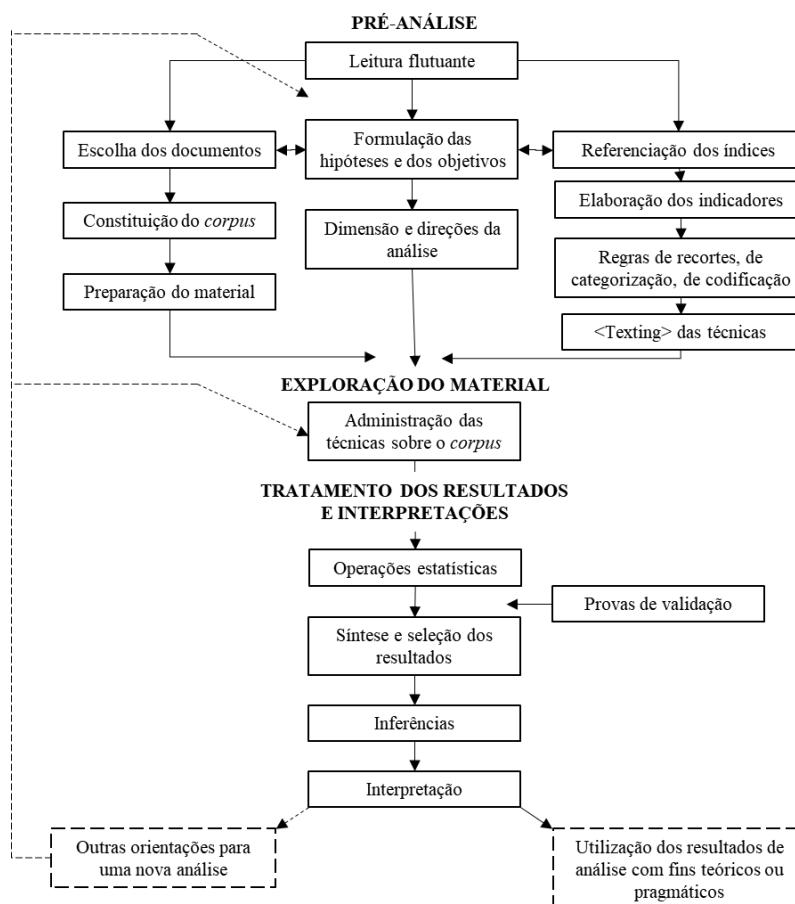 PRÉ-ANÁLISE
Leitura flutuante
Escolha dos documentos
Formulação das
hipóteses e dos objetivos
Referenciação dos índices
Constituição do corpus
Dimensão e direções da
análise
Elaboração dos indicadores
Preparação do material
Regras de recortes, de
categorização, de codificação
<Texting> das técnicas
EXPLORAÇÃO DO MATERIAL
Administração das
técnicas sobre o corpus
TRATAMENTO DOS RESULTADOS
E INTERPRETAÇÕES
Operações estatísticas
Provas de validação
Síntese e seleção dos
resultados
Inferências
Interpretação
Outras orientações para
uma nova análise
Utilização dos resultados de
análise com fins teóricos ou
pragmáticos